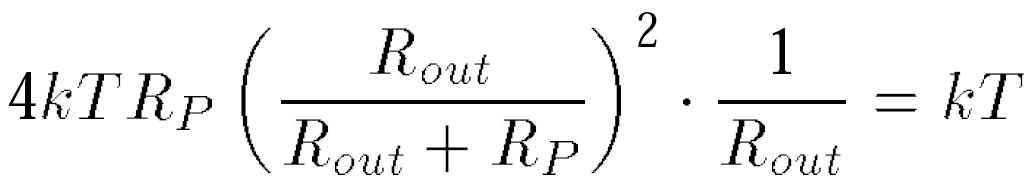 4kTR_P \left( \frac{R_{out}}{R_{out} + R_P} \right)^2 \cdot \frac{1}{R_{out}} = kT